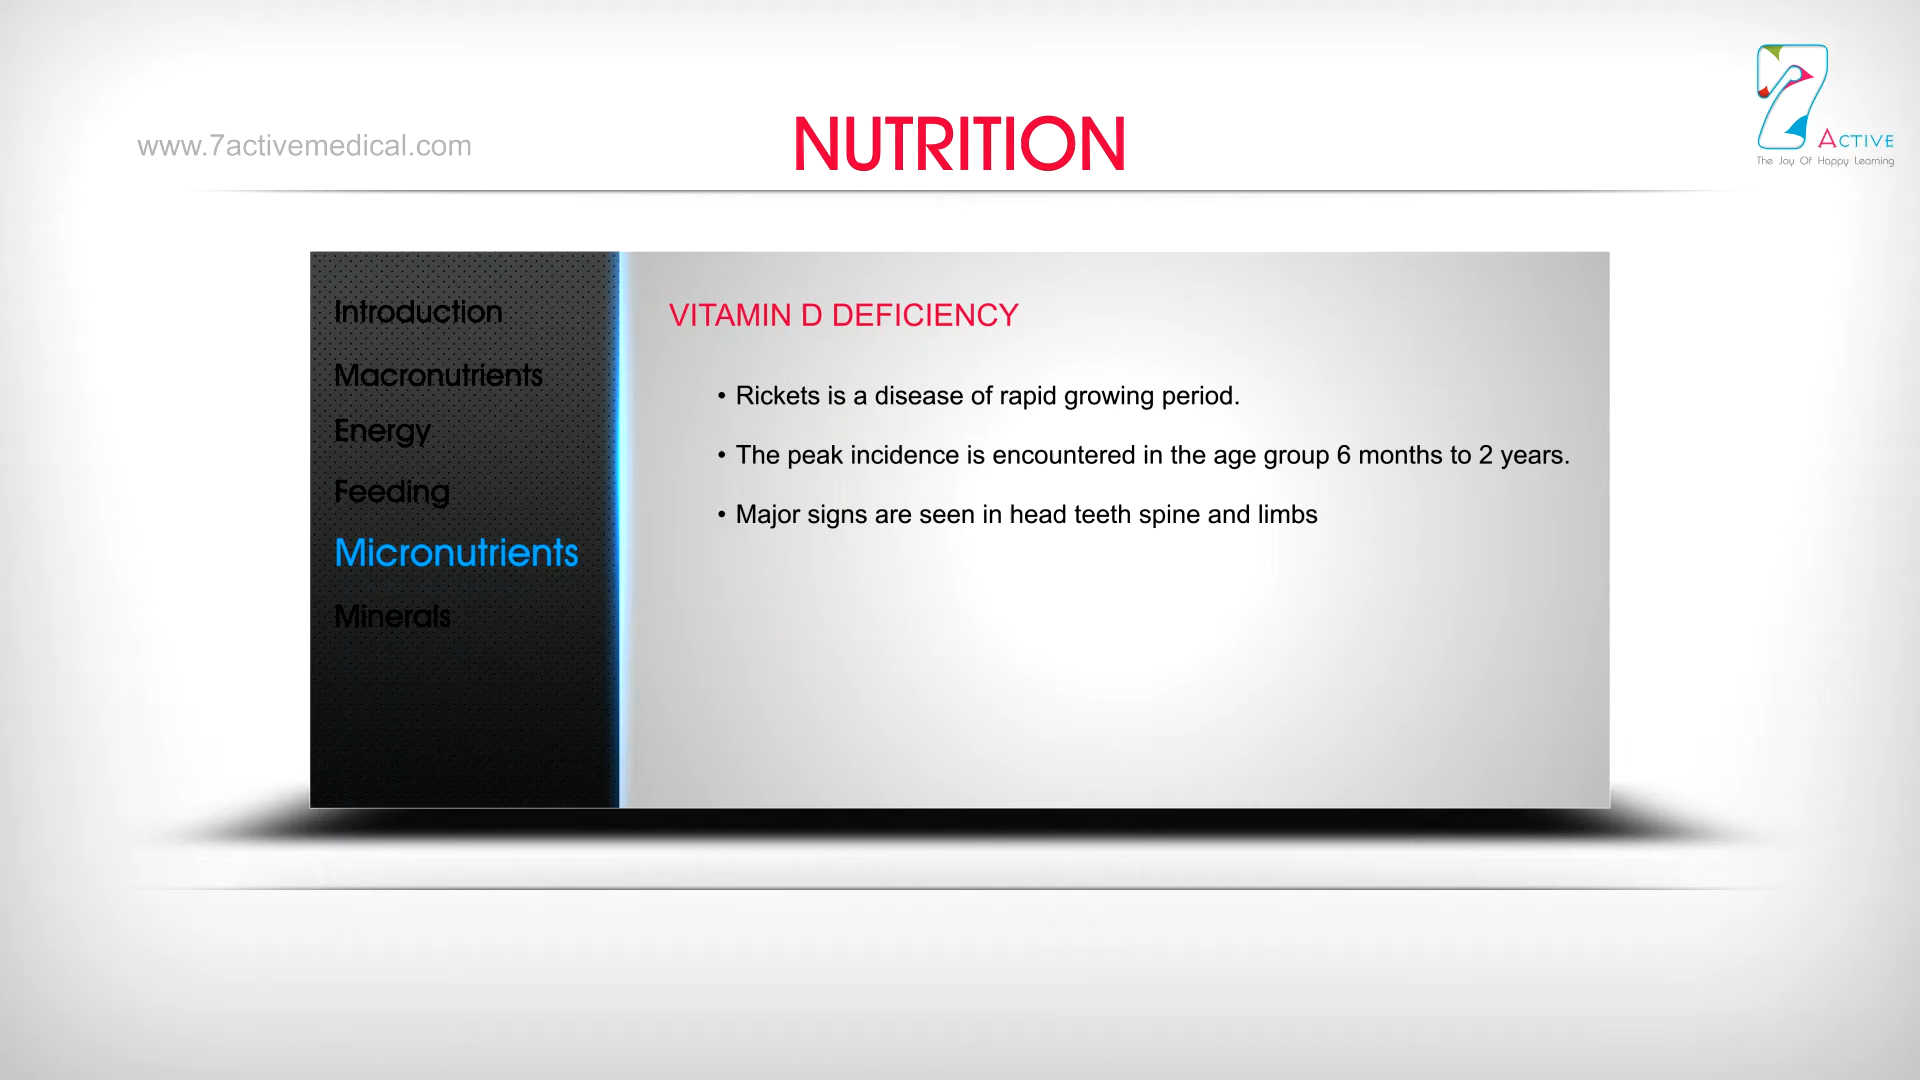 www.7activemedical.com
NUTRITION
ACTIVE
The Joy Of Happy Learning
Introduction
Macronutrients
Energy
Feeding
Micronutrients
Minerals
VITAMIN D DEFICIENCY
• Rickets is a disease of rapid growing period.
• The peak incidence is encountered in the age group 6 months to 2 years.
• Major signs are seen in head teeth spine and limbs